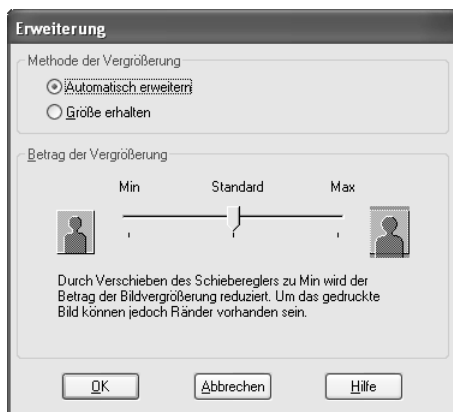 Erweiterung
Methode der Vergrößerung
Automatisch erweitern
Größe erhalten
Betrag der Vergrößerung
Min Standard Max
Durch Verschieben des Schiebereglers zu Min wird der
Betrag der Bildvergrößerung reduziert. Um das gedruckte
Bild können jedoch Ränder vorhanden sein.
OK Abbrechen Hilfe